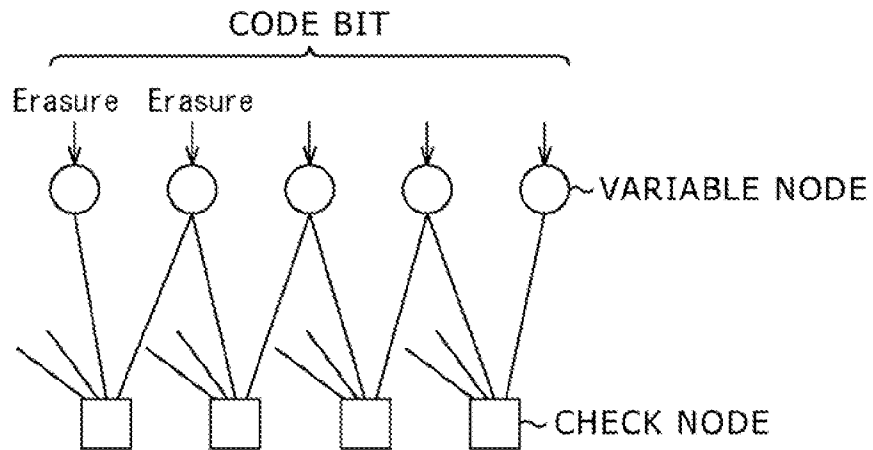 CODE BIT
Erasure Erasure
VARIABLE NODE
CHECK NODE